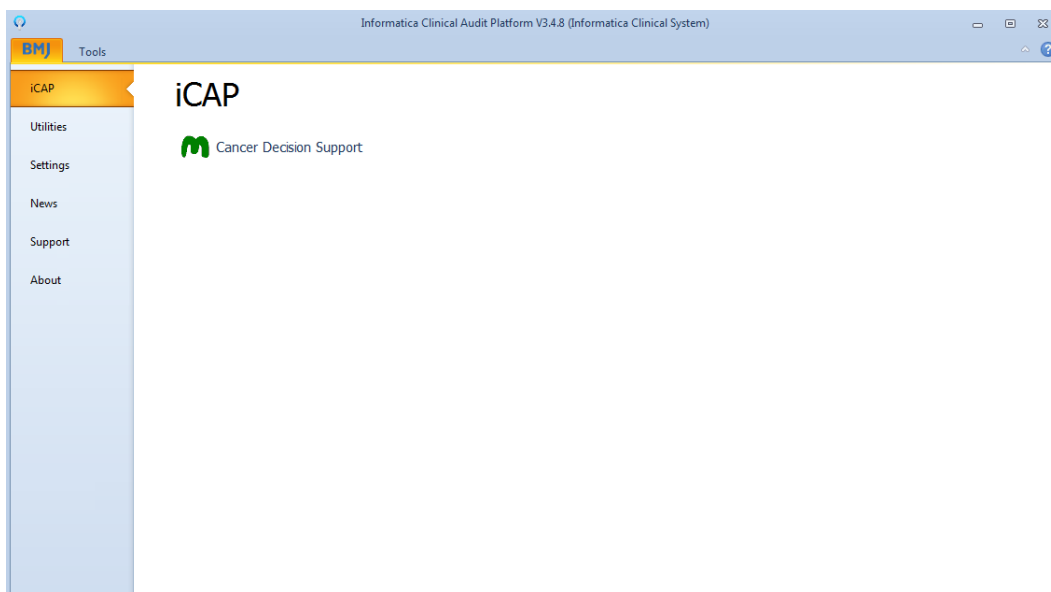 Informatica Clinical Audit Platform V3.4.8 (Informatica Clinical System)
BMJ Tools
iCAP
Utilities
Settings
News
Support
About
iCAP
Cancer Decision Support